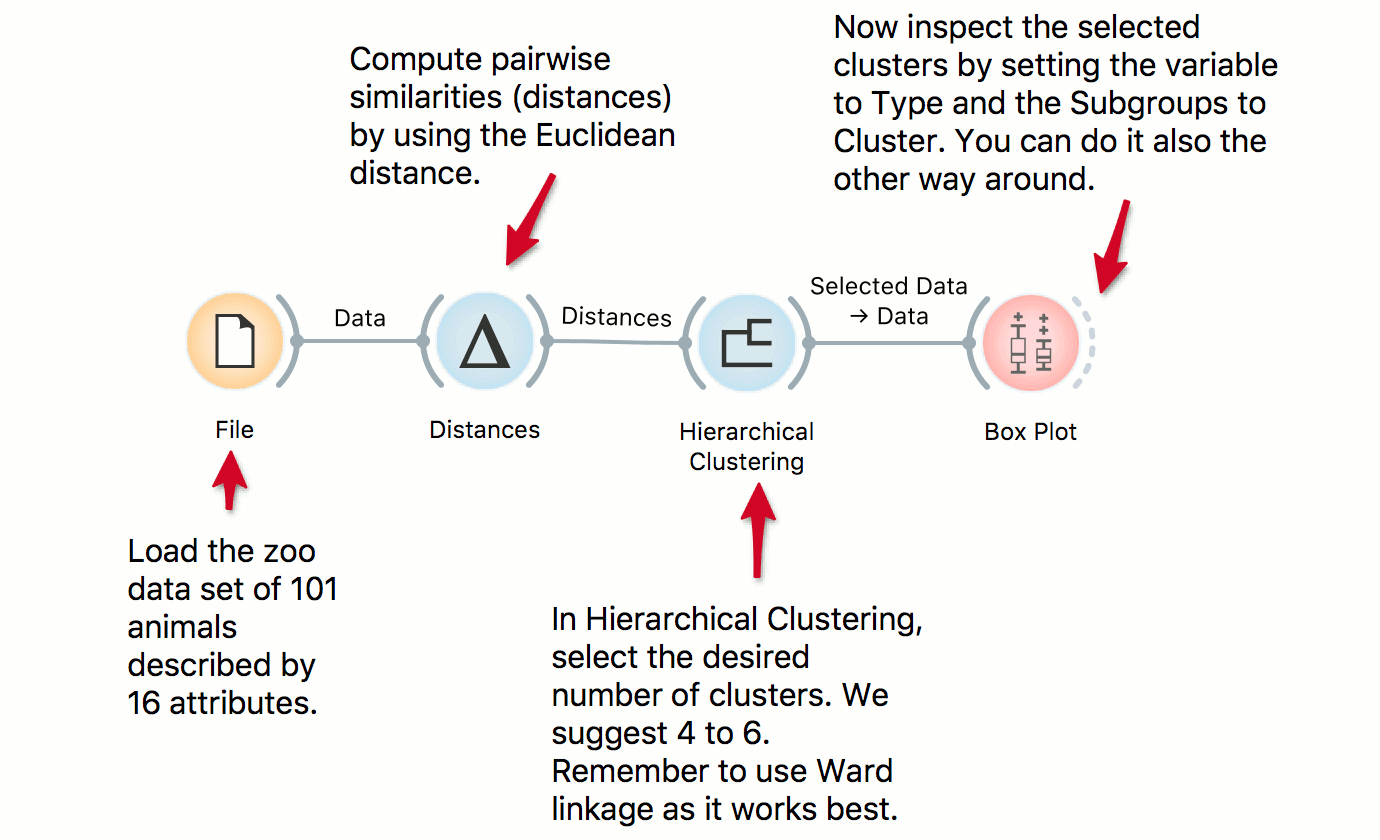 Now inspect the selected
clusters by setting the variable
to Type and the Subgroups to
Cluster. You can do it also the
other way around.
Compute pairwise
similarities (distances)
by using the Euclidean
distance.
Data
Distances
Selected Data
→ Data
File
Distances
Hierarchical
Clustering
Box Plot
Load the zoo
data set of 101
animals
described by
16 attributes.
In Hierarchical Clustering,
select the desired
number of clusters. We
suggest 4 to 6.
Remember to use Ward
linkage as it works best.